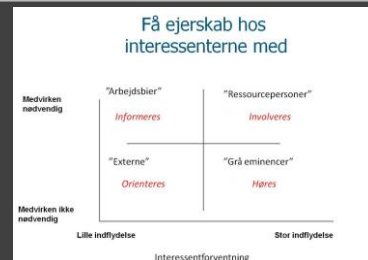 Få ejerskab hos
interessenterne med
Medvirken
nødvendig
"Arbejdsbier"
"Ressourcepersoner"
Informeres
Involveres
"Externe"
"Grå eminencer"
Orienteres
Høres
Medvirken ikke
nødvendig
Lille indflydelse
Stor indflydelse
Interessentforventning